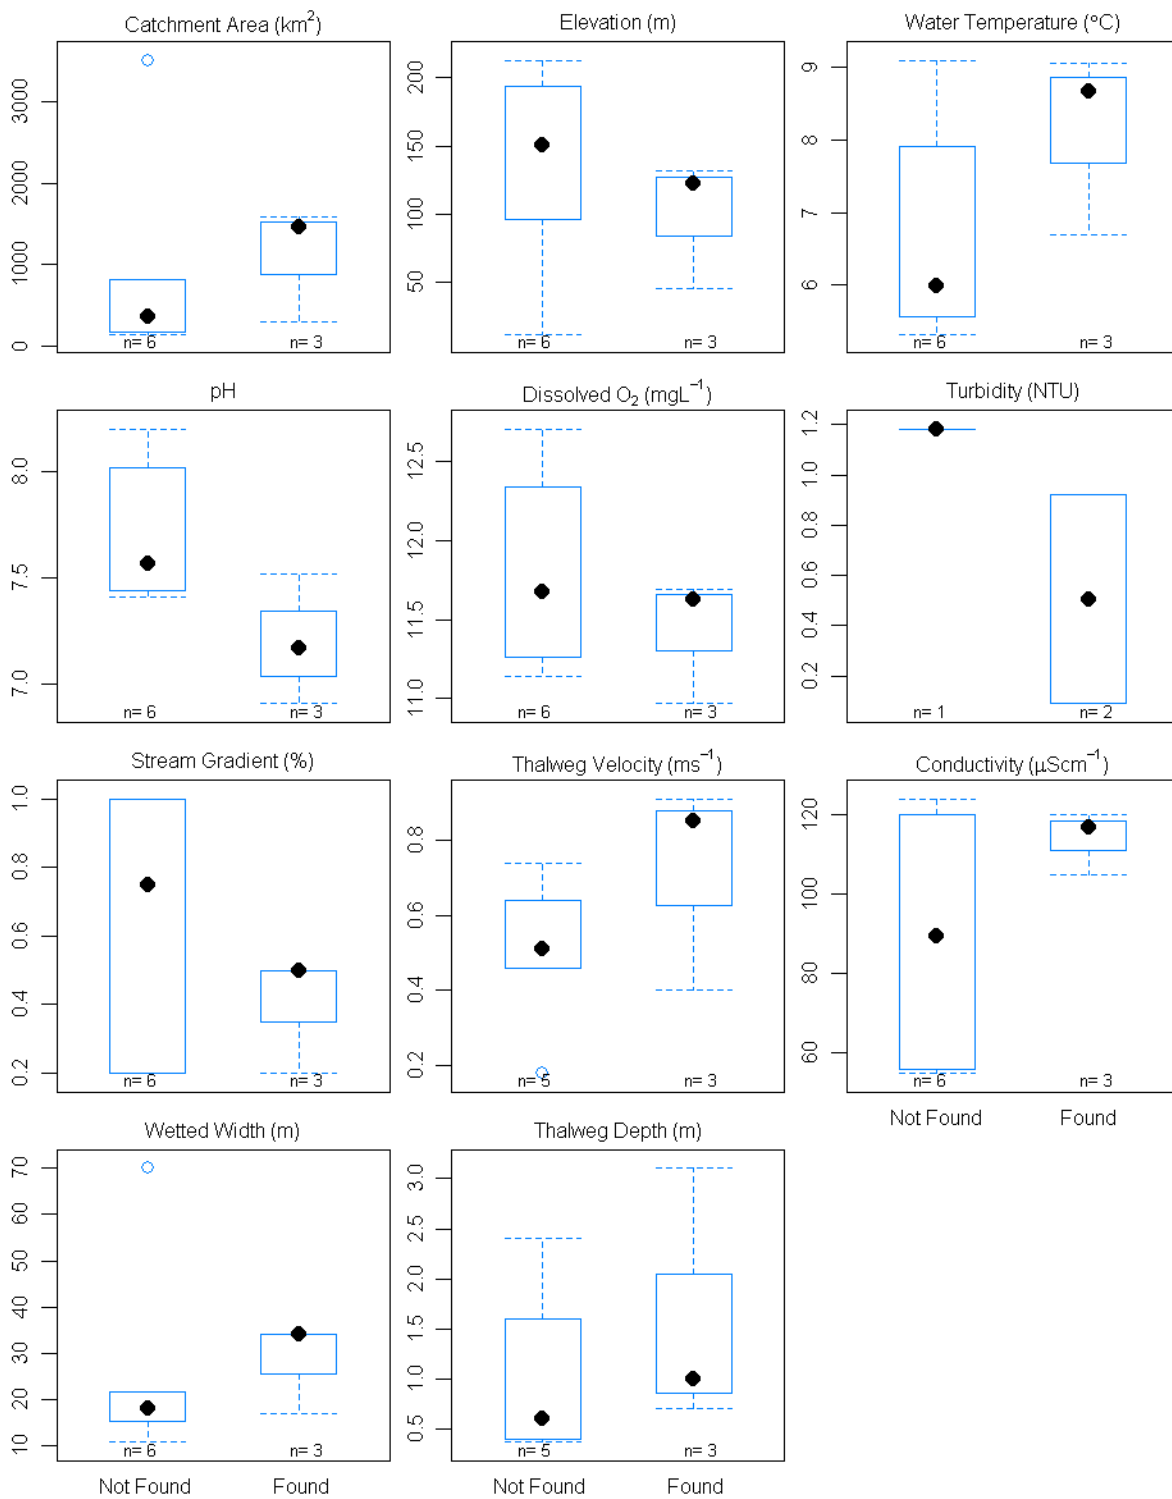 Catchment Area (km²)
Elevation (m)
Water Temperature (°C)
3000
2000
1000
0
n= 6
n= 3
200
150
100
50
n= 6
n= 3
9
8
7
6
n= 6
n= 3
pH
Dissolved O₂ (mgL⁻¹)
Turbidity (NTU)
8.0
7.5
7.0
n= 6
n= 3
12.5
12.0
11.5
11.0
n= 6
n= 3
1.2
1.0
0.8
0.6
0.4
0.2
n= 1
n= 2
Stream Gradient (%)
Thalweg Velocity (ms⁻¹)
Conductivity (µScm⁻¹)
1.0
0.8
0.6
0.4
0.2
n= 6
n= 3
0.8
0.6
0.4
0.2
n= 5
n= 3
120
100
80
60
n= 6
n= 3
Not Found
Found
Wetted Width (m)
Thalweg Depth (m)
70
60
50
40
30
20
10
n= 6
n= 3
3.0
2.5
2.0
1.5
1.0
0.5
n= 5
n= 3
Not Found
Found
Not Found
Found